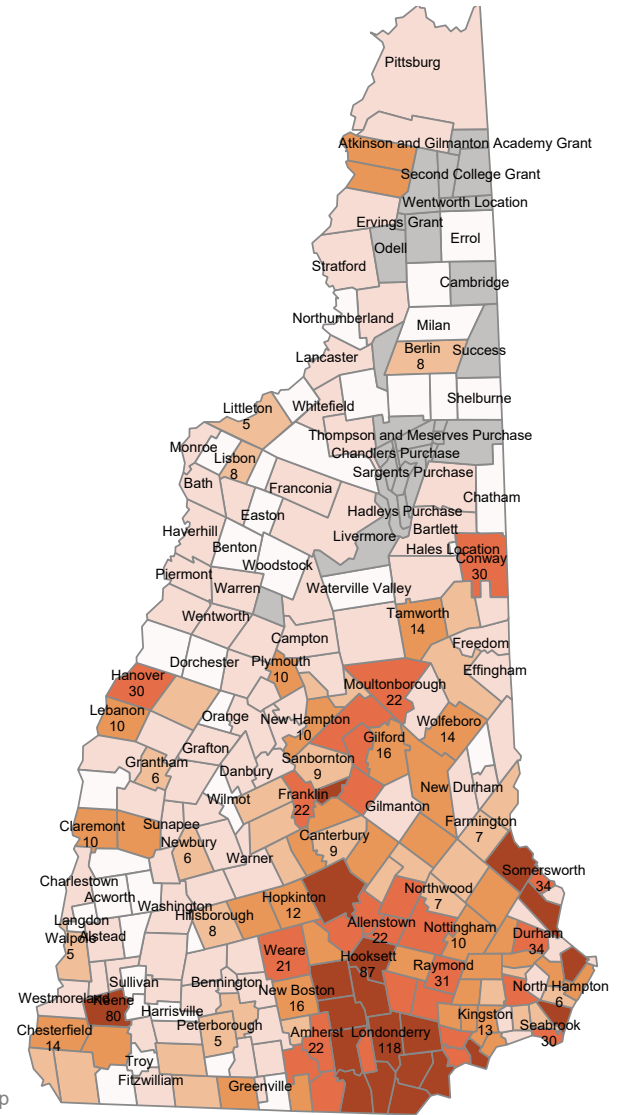 Pittsburg
Atkinson and Gilmanton Academy Grant
Second College Grant
Wentworth Location
Ervings Grant
Errol
Odell
Stratford
Cambridge
Northumberland
Milan
Berlin
8
Success
Lancaster
Shelburne
Whitefield
Littleton
5
Thompson and Meserves Purchase
Monroe
Chandlers Purchase
Lisbon
8
Sargents Purchase
Bath
Franconia
Chatham
Easton
Hadleys Purchase
Haverhill
Livermore
Bartlett
Benton
Hales Location
Woodstock
Conway
30
Piermont
Warren
Waterville Valley
Wentworth
Tamworth
14
Campton
Freedom
Dorchester
Plymouth
10
Effingham
Hanover
30
Moultonborough
22
Lebanon
10
Orange
New Hampton
10
Wolfeboro
14
Gilford
16
Grafton
Sanbornton
9
Grantham
6
Danbury
New Durham
Wilmot
Franklin
22
Gilmanton
Farmington
7
Claremont
10
Sunapee
Newbury
6
Canterbury
9
Warner
Somersworth
34
Charlestown
Northwood
7
Acworth
Washington
Hopkinton
12
Langdon
Hillsborough
8
Allenstown
22
Nottingham
10
Durham
34
Walpole
5
Alstead
Weare
21
Hooksett
87
Raymond
31
Sullivan
Bennington
New Boston
16
North Hampton
6
Westmoreland
Keene
80
Harrisville
Kingston
13
Chesterfield
14
Peterborough
5
Amherst
22
Londonderry
118
Seabrook
30
Troy
Fitzwilliam
Greenville
p